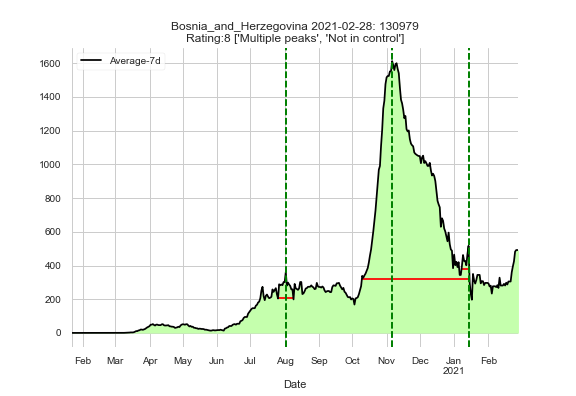 Bosnia_and_Herzegovina 2021-02-28: 130979
Rating:8 ['Multiple peaks', 'Not in control']
Average-7d
1600
1400
1200
1000
800
600
400
200
0
Feb Mar Apr May Jun Jul Aug Sep Oct Nov Dec Jan Feb
2021
Date